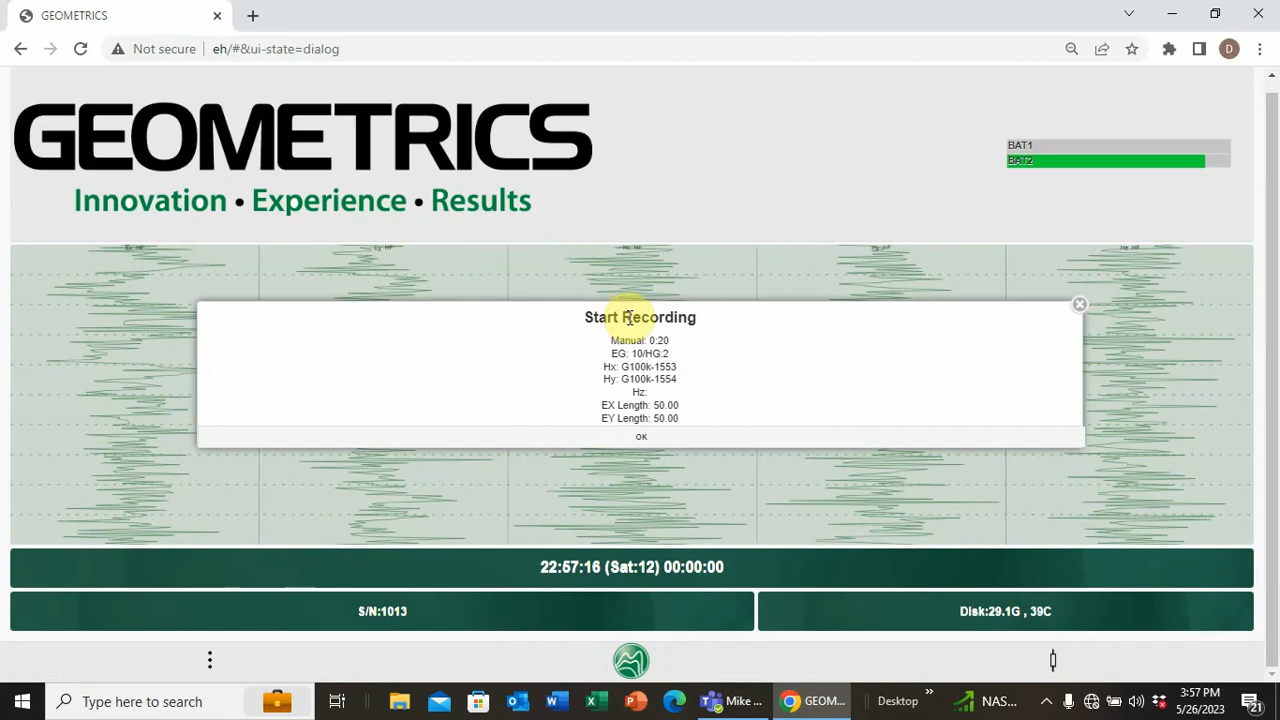 GEOMETRICS
Not secure
eh/#&ui-state=dialog
D
GEOMETRICS
Innovation • Experience • Results
BAT1
BAT2
Hy HF
Start Recording
Manual: 0:20
EG: 10/HG:2
Hx: G100k-1553
Hy: G100k-1554
Hz:
EX Length: 50.00
EY Length: 50.00
OK
22:57:16 (Sat:12) 00:00:00
S/N:1013
Disk:29.1G , 39C
Type here to search
Mike ...
GEOM...
Desktop
NAS...
3:57 PM
5/26/2023
21